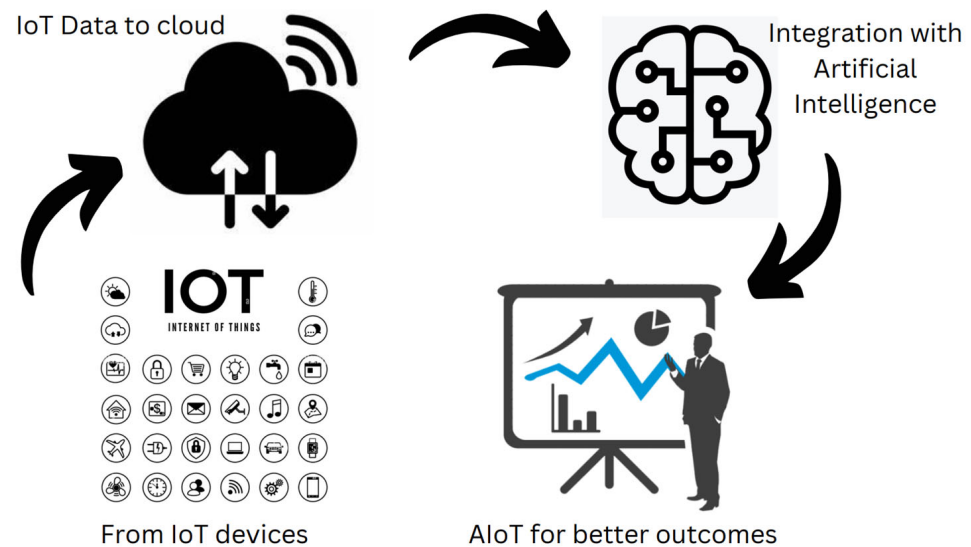 IoT Data to cloud
Integration with
Artificial
Intelligence
IOT
INTERNET OF THINGS
From IoT devices
AIoT for better outcomes